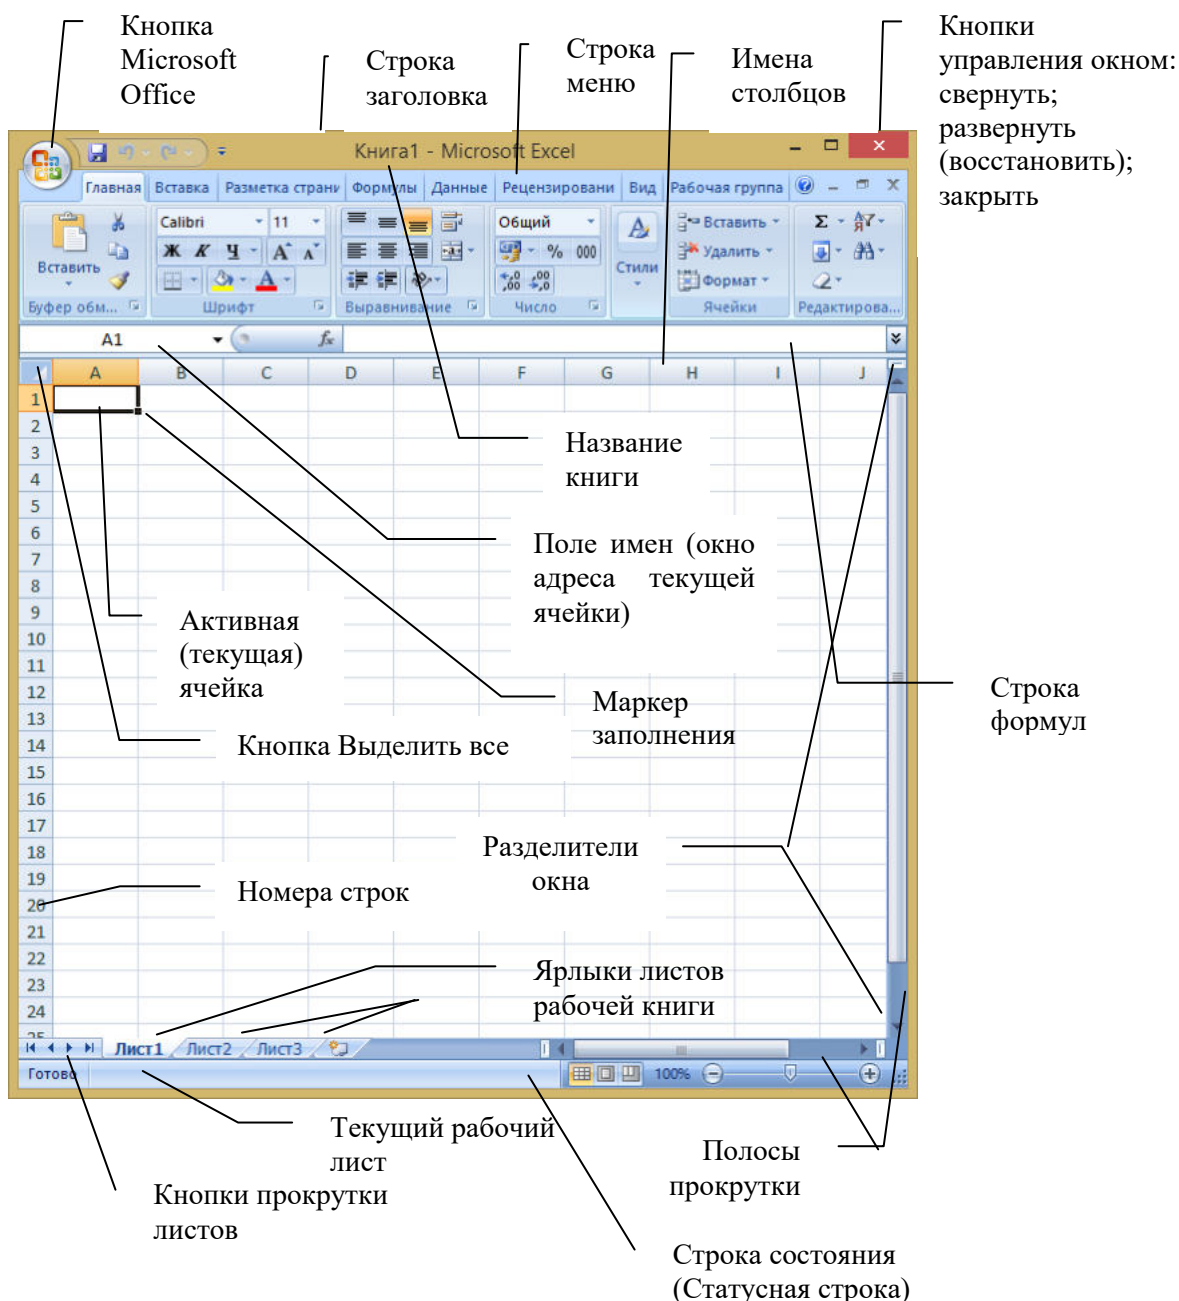 Кнопка
Microsoft
Office
Строка
заголовка
Строка
меню
Имена
столбцов
Кнопки
управления окном:
свернуть;
развернуть
(восстановить);
закрыть
Книга1 - Microsoft Excel
Главная Вставка Разметка страни Формулы Данные Рецензировани Вид Рабочая группа
Calibri 11 Общий Вставить Σ
Ж К Ч А А % 000 Удалить
Вставить Стили Формат
Буфер обм... Шрифт Выравнивание Число Ячейки Редактирова...
A1 fx
A B C D E F G H I J
1
2
3
4
5
6
7
8
9
10
11
12
13
14
15
16
17
18
19
20
21
22
23
24
25
Название
книги
Поле имен (окно
адреса текущей
ячейки)
Активная
(текущая)
ячейка
Маркер
заполнения
Строка
формул
Кнопка Выделить все
Разделители
окна
Номера строк
Ярлыки листов
рабочей книги
Лист1 Лист2 Лист3
Готово 100%
Текущий рабочий
лист
Полосы
прокрутки
Кнопки прокрутки
листов
Строка состояния
(Статусная строка)